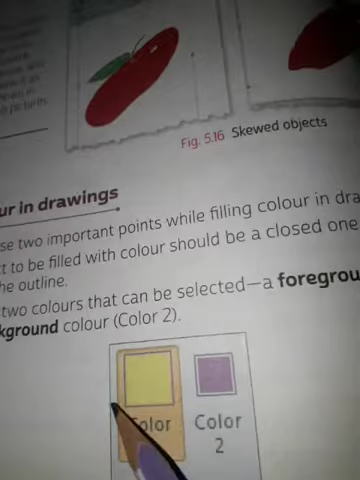 Fig. 5.16 Skewed objects
ur in drawings
se two important points while filling colour in dra
t to be filled with colour should be a closed one
he outline.
two colours that can be selected—a foregrou
kground colour (Color 2).
Color
Color
2